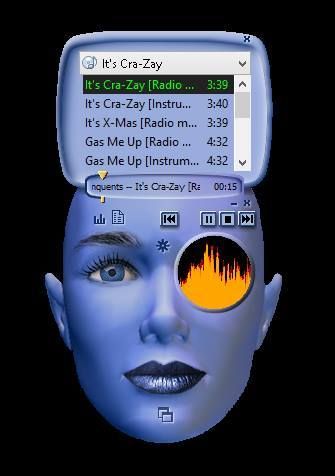 It's Cra-Zay
It's Cra-Zay [Radio ... 3:39
It's Cra-Zay [Instru... 3:40
It's X-Mas [Radio m... 3:39
Gas Me Up [Radio ... 4:32
Gas Me Up [Instrum... 4:32
nquents -- It's Cra-Zay [Ra 00:15